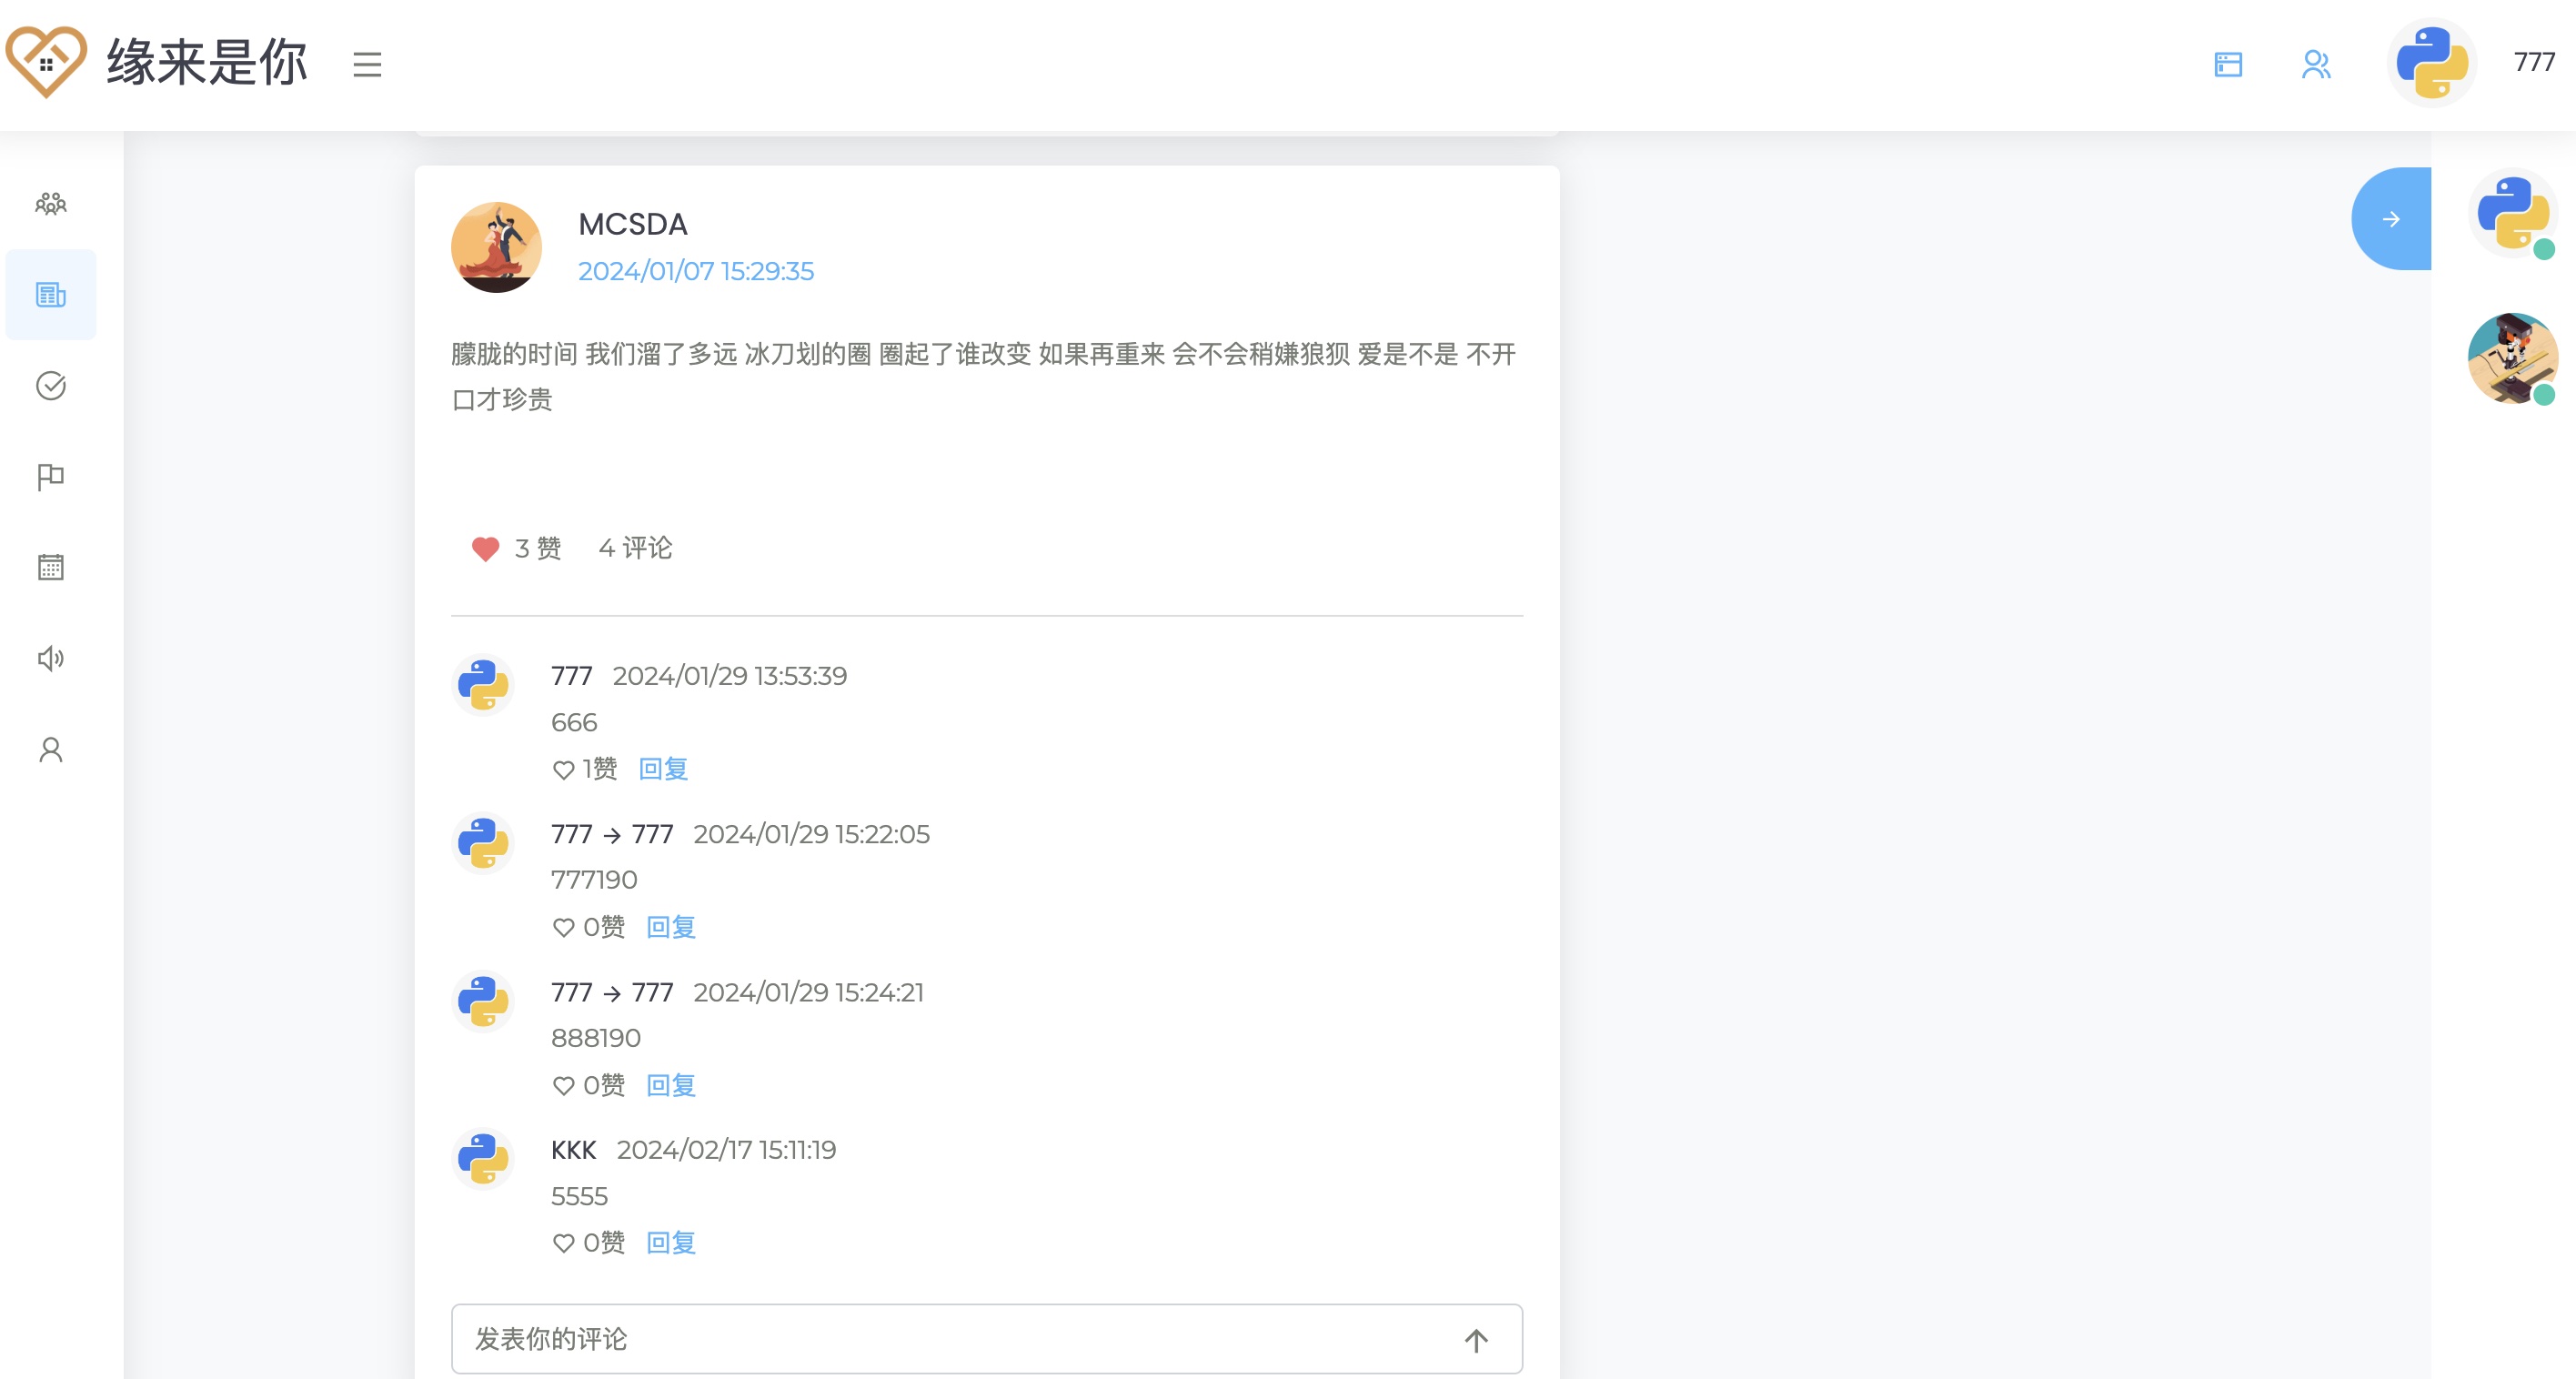 缘来是你
777
MCSDA
2024/01/07 15:29:35
朦胧的时间 我们溜了多远 冰刀划的圈 圈起了谁改变 如果再重来 会不会稍嫌狼狈 爱是不是 不开
口才珍贵
3 赞 4 评论
777 2024/01/29 13:53:39
666
1赞 回复
777 → 777 2024/01/29 15:22:05
777190
0赞 回复
777 → 777 2024/01/29 15:24:21
888190
0赞 回复
KKK 2024/02/17 15:11:19
5555
0赞 回复
发表你的评论